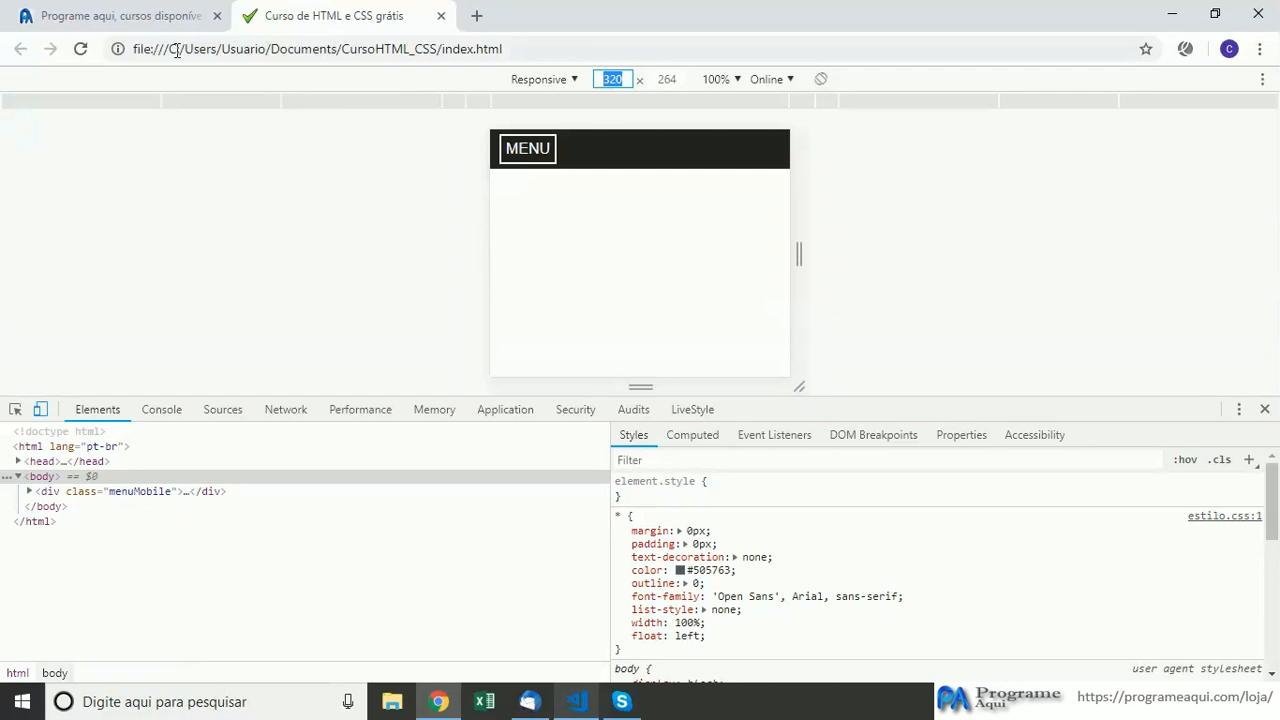 Programe aqui, cursos disponíve
Curso de HTML e CSS grátis
file:///C:/Users/Usuario/Documents/CursoHTML_CSS/index.html
C
Responsive 320 × 264 100% Online
MENU
Elements Console Sources Network Performance Memory Application Security Audits LiveStyle
<!doctype html>
<html lang="pt-br">
<head>…</head>
<body> == $0
<div class="menuMobile">…</div>
</body>
</html>
html body
Styles Computed Event Listeners DOM Breakpoints Properties Accessibility
Filter :hov .cls +
element.style {
}
* { estilo.css:1
margin: 0px;
padding: 0px;
text-decoration: none;
color: #505763;
outline: 0;
font-family: 'Open Sans', Arial, sans-serif;
list-style: none;
width: 100%;
float: left;
}
body { user agent stylesheet
Digite aqui para pesquisar
PA Programe Aqui https://programeaqui.com/loja/